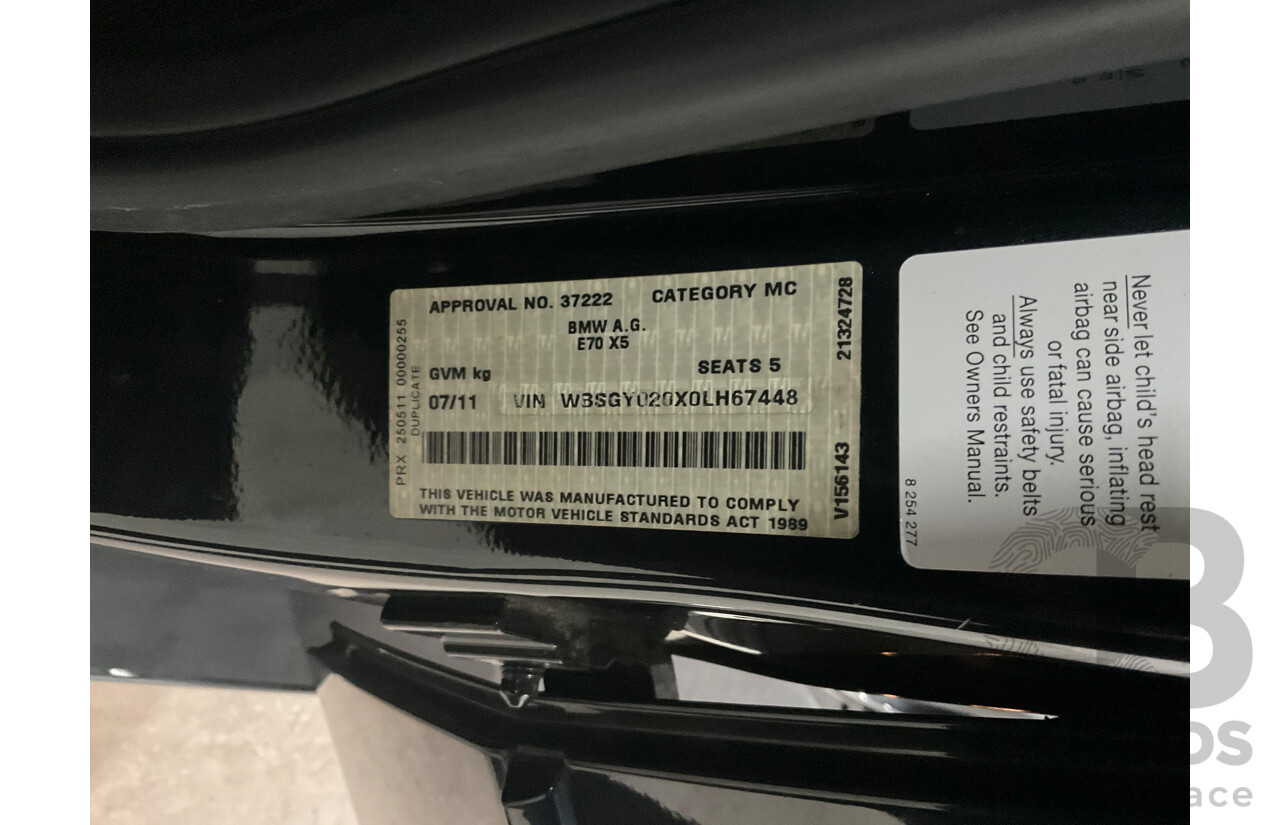 APPROVAL NO. 37222 CATEGORY MC
BMW A.G.
E70 X5
GVM kg SEATS 5
07/11 VIN WBSGY020X0LH67448
THIS VEHICLE WAS MANUFACTURED TO COMPLY
WITH THE MOTOR VEHICLE STANDARDS ACT 1989
PRX 250511 00000255
DUPLICATE
V156143 21324728
Never let child's head rest
near side airbag, inflating
airbag can cause serious
or fatal injury.
Always use safety belts
and child restraints.
See Owners Manual.
8 254 277